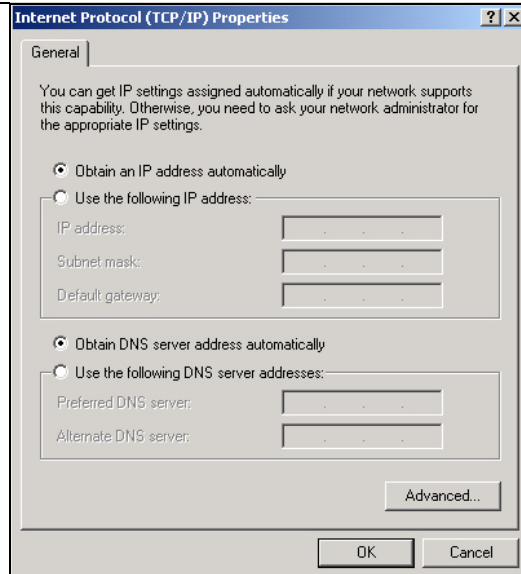 Internet Protocol (TCP/IP) Properties
General
You can get IP settings assigned automatically if your network supports
this capability. Otherwise, you need to ask your network administrator for
the appropriate IP settings.
Obtain an IP address automatically
Use the following IP address:
IP address:
Subnet mask:
Default gateway:
Obtain DNS server address automatically
Use the following DNS server addresses:
Preferred DNS server:
Alternate DNS server:
Advanced...
OK Cancel